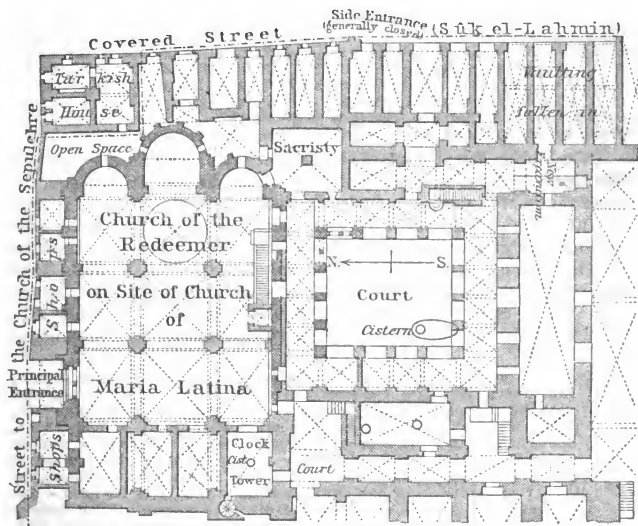 Side Entrance
(generally closed)
Covered Street (Sûk el-Lahmin)
Turkish
House
Vaulting
fallen in
Open Space
Sacristy
Street to the Church of the Sepulchre
Church of the
Redeemer
on Site of Church
of
Maria Latina
Shops
N. S.
Court
Cistern
Principal
Entrance
Shops
Clock
Cist.
Tower
Court